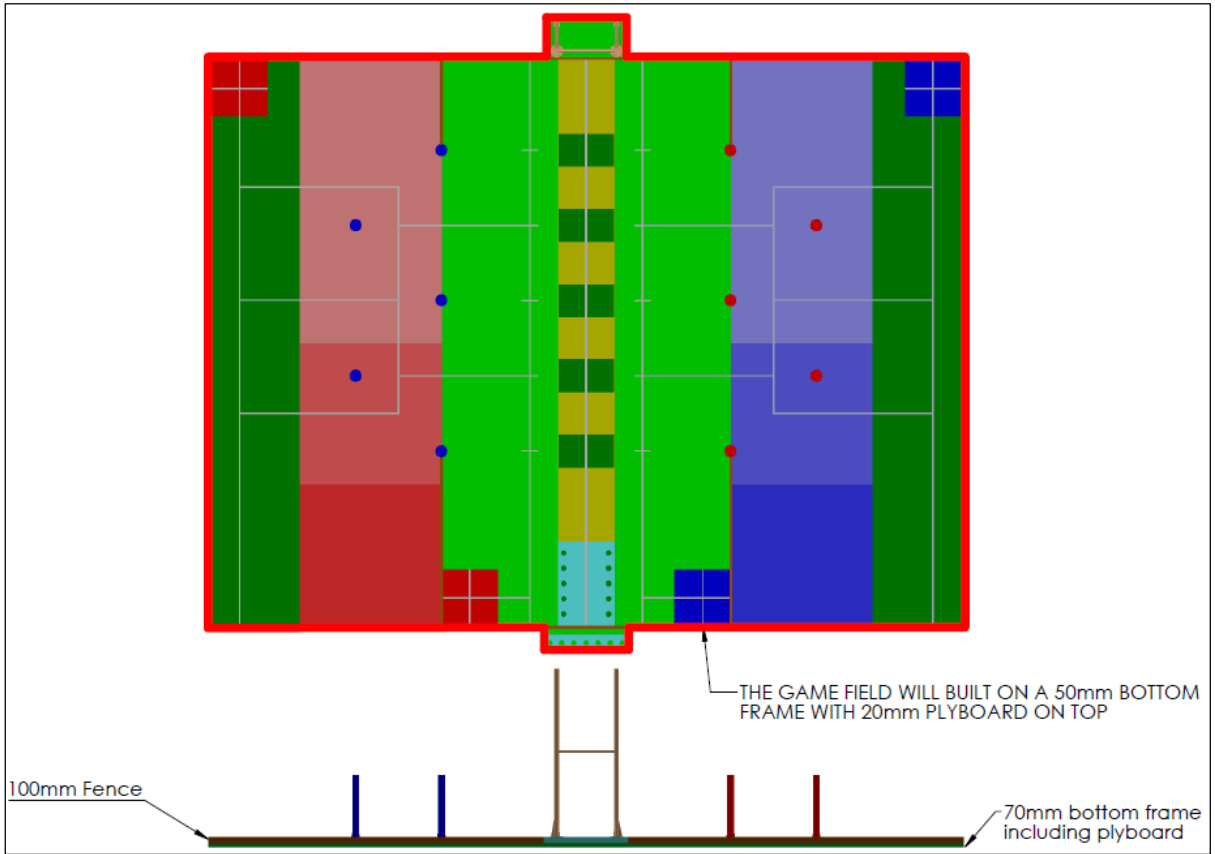 THE GAME FIELD WILL BUILT ON A 50mm BOTTOM
FRAME WITH 20mm PLYBOARD ON TOP
100mm Fence
70mm bottom frame
including plyboard